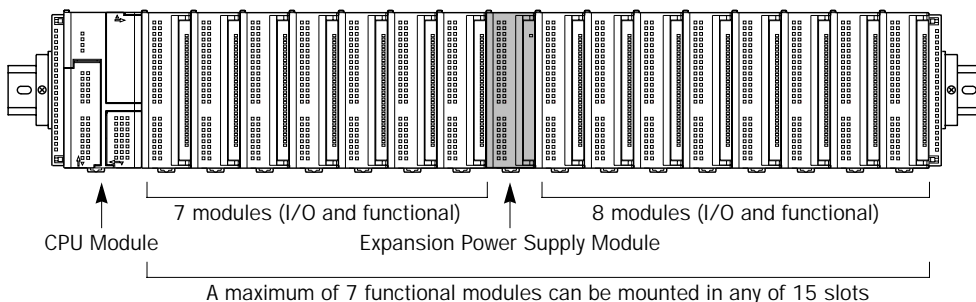 7 modules (I/O and functional)
8 modules (I/O and functional)
CPU Module
Expansion Power Supply Module
A maximum of 7 functional modules can be mounted in any of 15 slots